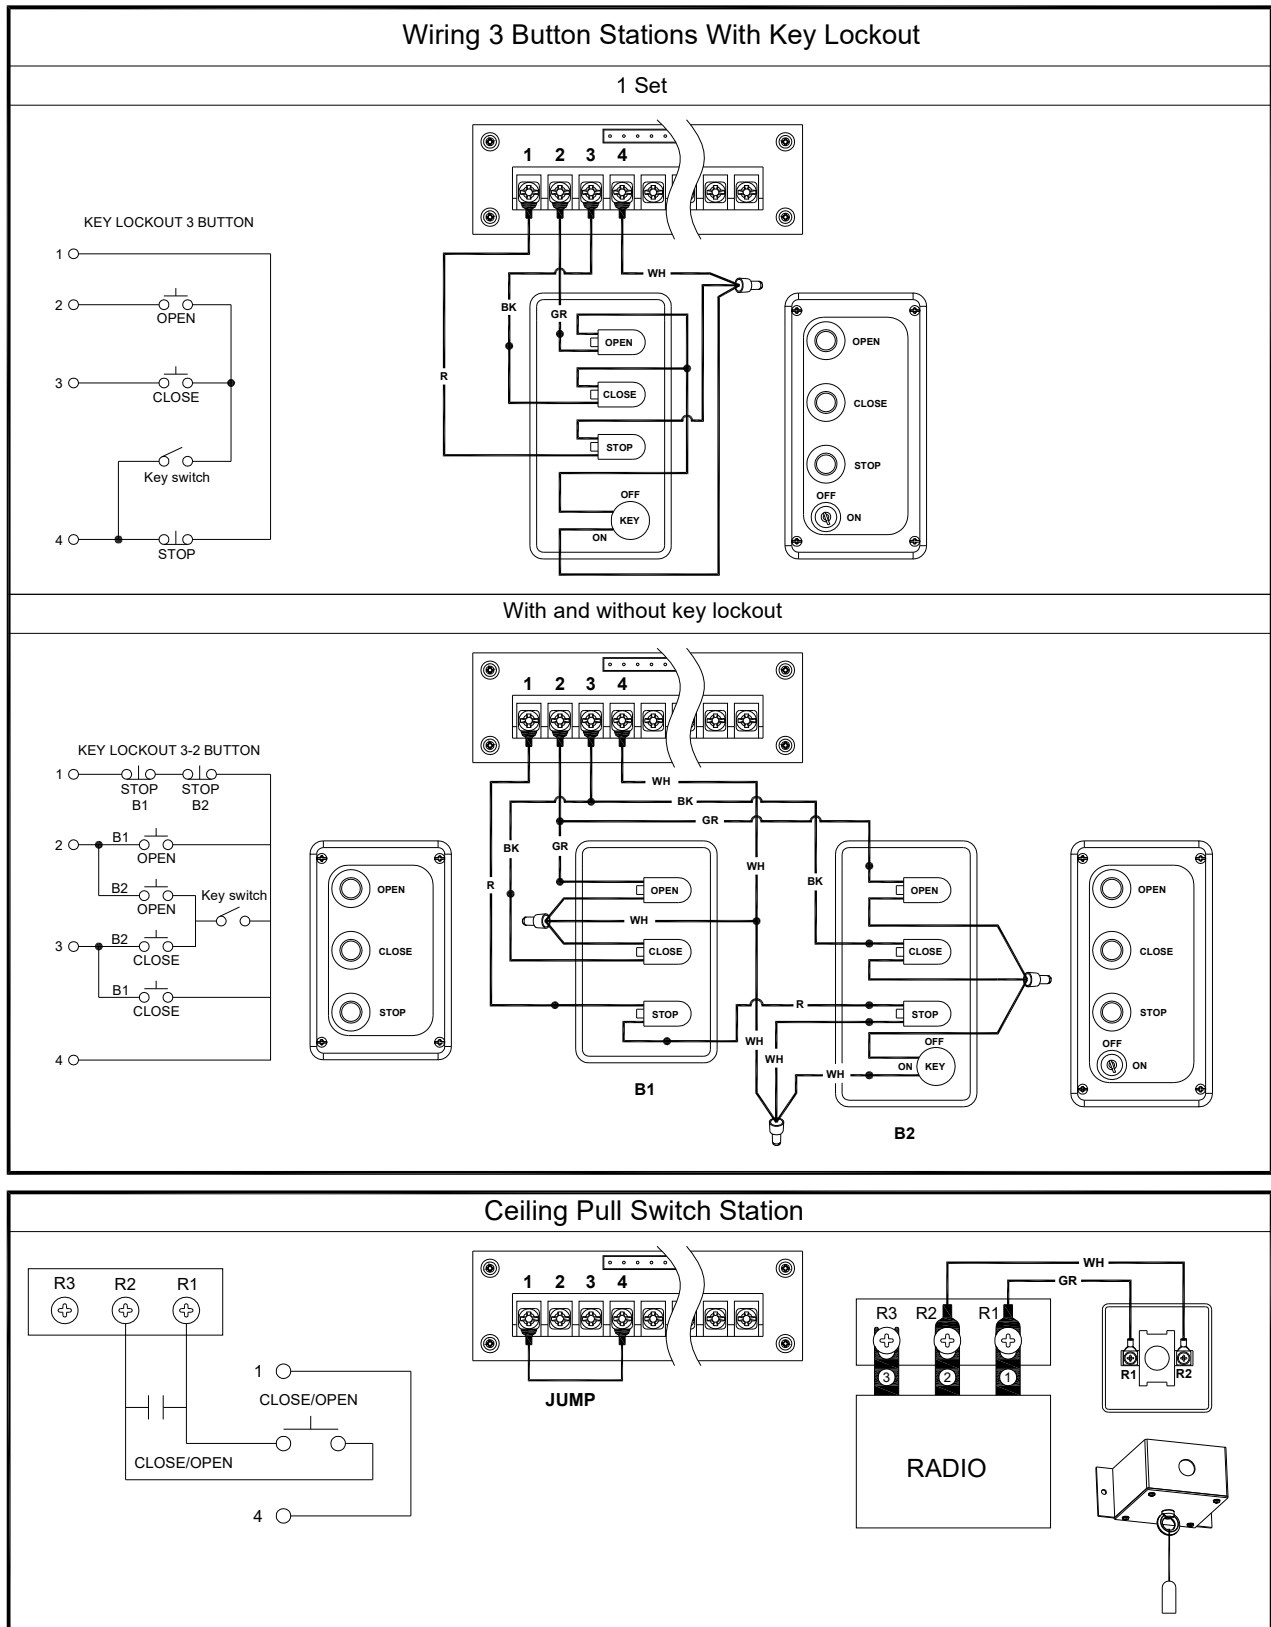 Wiring 3 Button Stations With Key Lockout
1 Set
1 2 3 4
KEY LOCKOUT 3 BUTTON
1
2
OPEN
3
CLOSE
Key switch
4
STOP
WH
BK
GR
R
OPEN
CLOSE
STOP
OFF
KEY
ON
OPEN
CLOSE
STOP
OFF
ON
With and without key lockout
1 2 3 4
KEY LOCKOUT 3-2 BUTTON
1
STOP STOP
B1 B2
2 B1
OPEN
B2 Key switch
OPEN
3 B2
CLOSE
B1
CLOSE
4
OPEN
CLOSE
STOP
WH
BK
GR
BK
GR
WH
R
BK
OPEN
WH
CLOSE
R
STOP
WH
WH
WH
B1
OPEN
CLOSE
STOP
OFF
ON KEY
B2
OPEN
CLOSE
STOP
OFF
ON
Ceiling Pull Switch Station
R3 R2 R1
1
CLOSE/OPEN
CLOSE/OPEN
4
1 2 3 4
JUMP
WH
GR
R3 R2 R1
3 2 1
RADIO
R1 R2